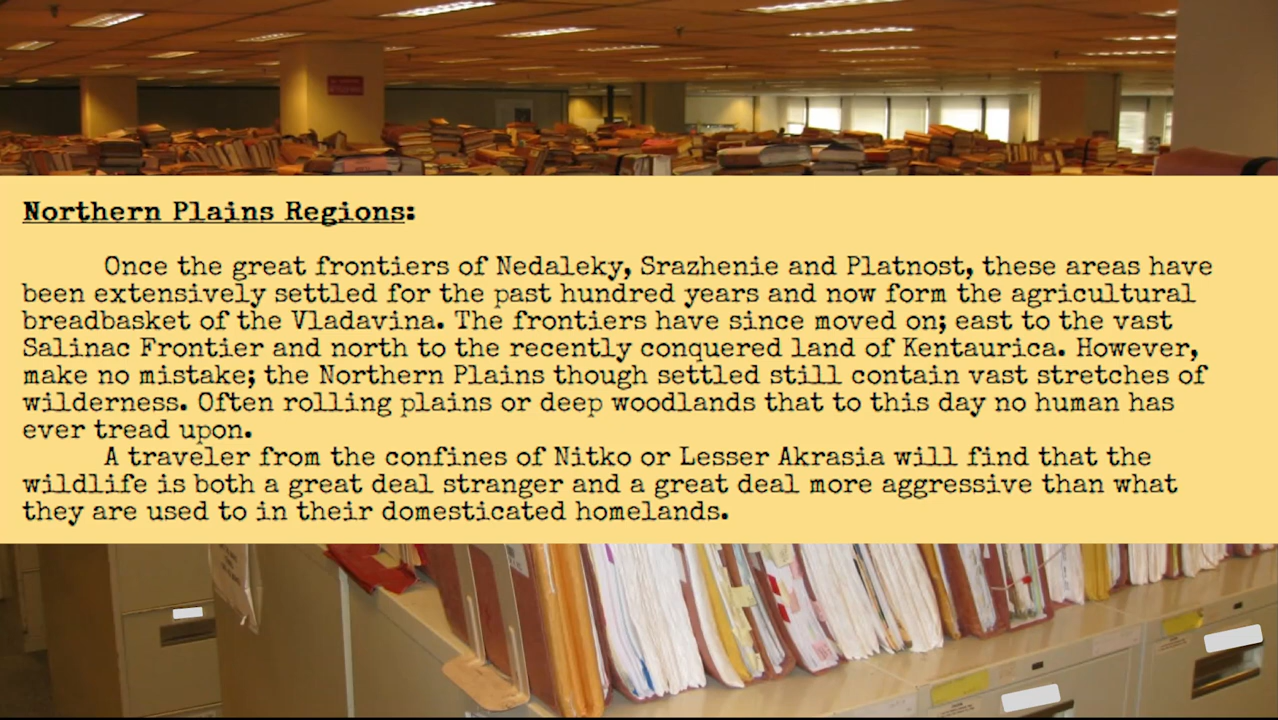 Northern Plains Regions:
Once the great frontiers of Nedaleky, Srazhenie and Platnost, these areas have
been extensively settled for the past hundred years and now form the agricultural
breadbasket of the Vladavina. The frontiers have since moved on; east to the vast
Salinac Frontier and north to the recently conquered land of Kentaurica. However,
make no mistake; the Northern Plains though settled still contain vast stretches of
wilderness. Often rolling plains or deep woodlands that to this day no human has
ever tread upon.
A traveler from the confines of Nitko or Lesser Akrasia will find that the
wildlife is both a great deal stranger and a great deal more aggressive than what
they are used to in their domesticated homelands.